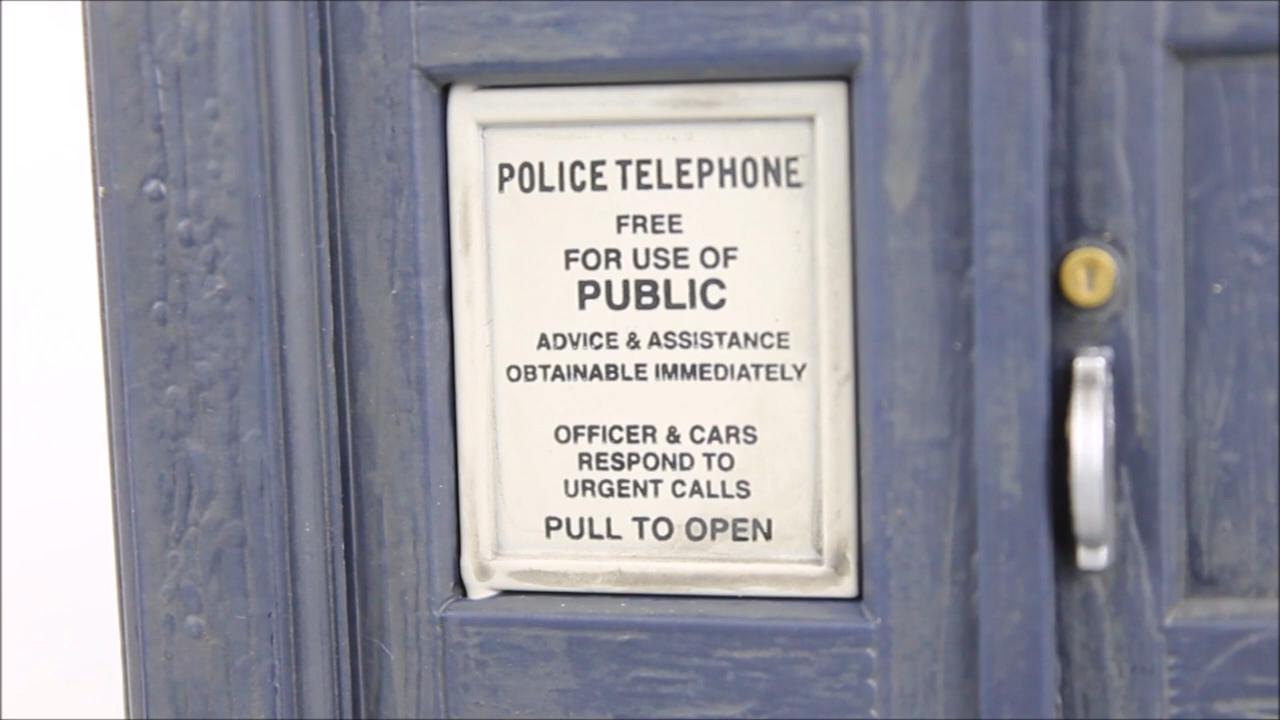 POLICE TELEPHONE
FREE
FOR USE OF
PUBLIC
ADVICE & ASSISTANCE
OBTAINABLE IMMEDIATELY
OFFICER & CARS
RESPOND TO
URGENT CALLS
PULL TO OPEN